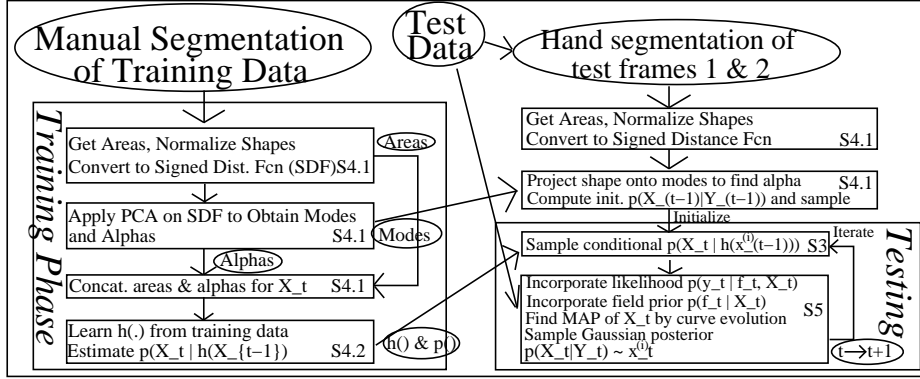 Manual Segmentation
of Training Data
Training Phase
Get Areas, Normalize Shapes
Convert to Signed Dist. Fcn (SDF)S4.1
Areas
Apply PCA on SDF to Obtain Modes
and Alphas S4.1
Modes
Alphas
Concat. areas & alphas for X_t S4.1
Learn h(.) from training data
Estimate p(X_t | h(X_{t−1}) S4.2
h() & p()
Test
Data
Hand segmentation of
test frames 1 & 2
Get Areas, Normalize Shapes
Convert to Signed Distance Fcn S4.1
Project shape onto modes to find alpha
Compute init. p(X_(t−1)|Y_(t−1)) and sample S4.1
Initialize
Iterate
Testing
Sample conditional p(X_t | h(x^(i)_(t−1))) S3
Incorporate likelihood p(y_t | f_t, X_t)
Incorporate field prior p(f_t | X_t)
Find MAP of X_t by curve evolution S5
Sample Gaussian posterior
p(X_t|Y_t) ~ x^(i)_t
t→t+1